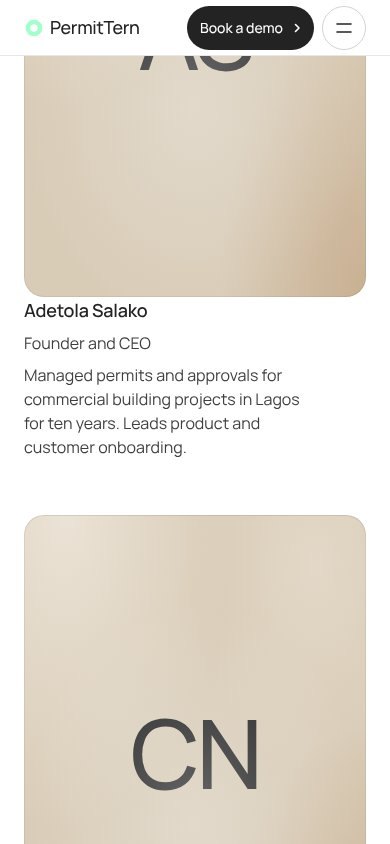 PermitTern
Book a demo
AS
Adetola Salako
Founder and CEO
Managed permits and approvals for
commercial building projects in Lagos
for ten years. Leads product and
customer onboarding.
CN